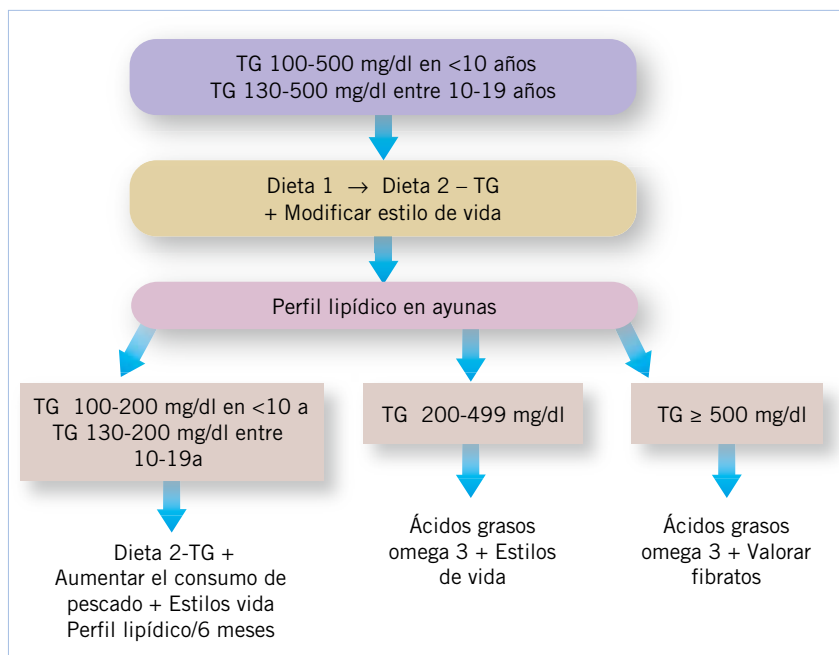 TG 100-500 mg/dl en <10 años
TG 130-500 mg/dl entre 10-19 años
Dieta 1 → Dieta 2 – TG
+ Modificar estilo de vida
Perfil lipídico en ayunas
TG 100-200 mg/dl en <10 a
TG 130-200 mg/dl entre
10-19a
TG 200-499 mg/dl
TG ≥ 500 mg/dl
Dieta 2-TG +
Aumentar el consumo de
pescado + Estilos vida
Perfil lipídico/6 meses
Ácidos grasos
omega 3 + Estilos
de vida
Ácidos grasos
omega 3 + Valorar
fibratos